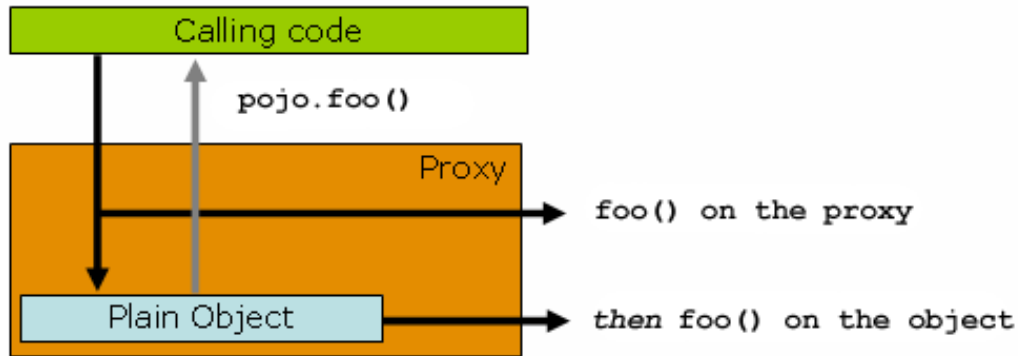 Calling code
pojo.foo()
Proxy
foo() on the proxy
Plain Object
then foo() on the object